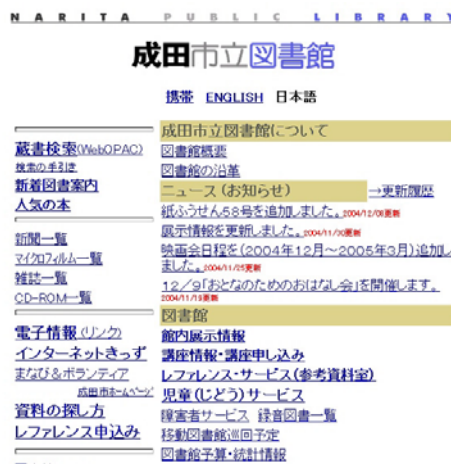 NARITA PUBLIC LIBRARY
成田市立図書館
携帯 ENGLISH 日本語
蔵書検索(WebOPAC)
検索の手引き
新着図書案内
人気の本
新聞一覧
マイクロフィルム一覧
雑誌一覧
CD-ROM一覧
電子情報(リンク)
インターネットきっず
まなび&ボランティア
成田市ホームページ
資料の探し方
レファレンス申込み
成田市立図書館について
図書館概要
図書館の沿革
ニュース(お知らせ) →更新履歴
紙ふうせん58号を追加しました。2004/12/08更新
展示情報を更新しました。2004/11/30更新
映画会日程を(2004年12月~2005年3月)追加し
ました。2004/11/25更新
12/9「おとなのためのおはなし会」を開催します。
2004/11/19更新
図書館
館内展示情報
講座情報・講座申し込み
レファレンス・サービス(参考資料室)
児童(じどう)サービス
障害者サービス 録音図書一覧
移動図書館巡回予定
図書館予算・統計情報